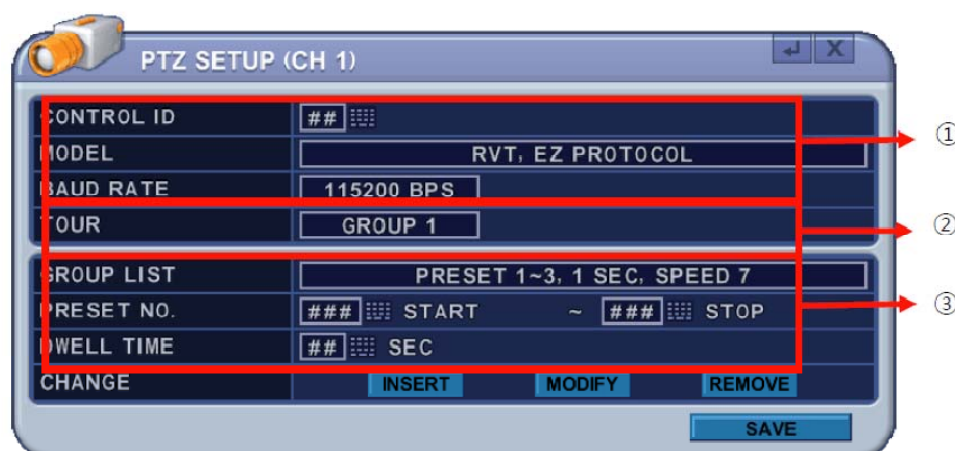 PTZ SETUP (CH 1)
CONTROL ID ##
MODEL RVT, EZ PROTOCOL
BAUD RATE 115200 BPS
①
TOUR GROUP 1
②
GROUP LIST PRESET 1~3, 1 SEC, SPEED 7
PRESET NO. ### START ~ ### STOP
③
DWELL TIME ## SEC
CHANGE INSERT MODIFY REMOVE
SAVE